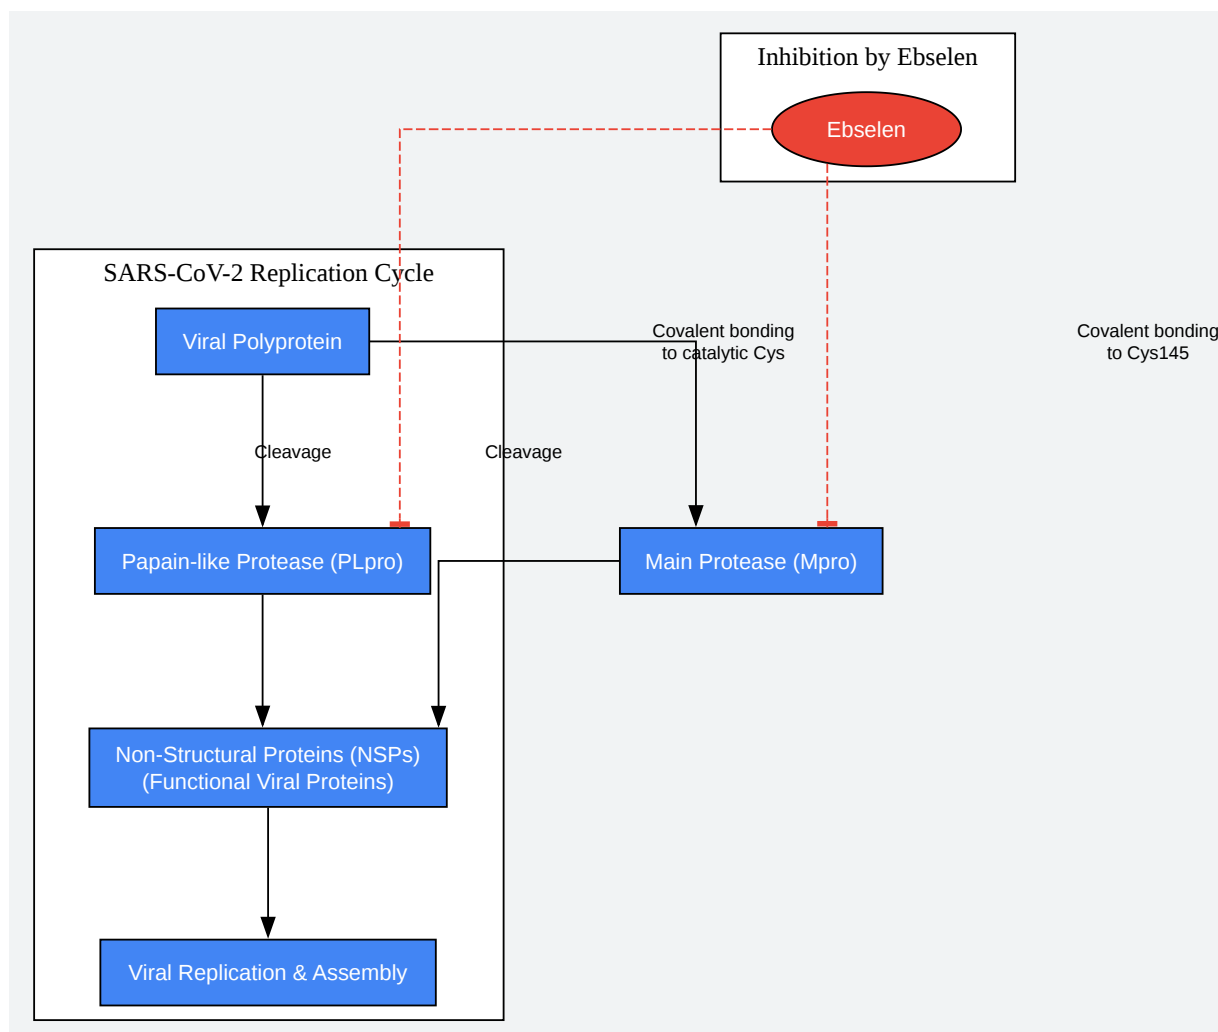 Inhibition by Ebselen
Ebselen
SARS-CoV-2 Replication Cycle
Viral Polyprotein
Covalent bonding
to catalytic Cys
Covalent bonding
to Cys145
Cleavage
Cleavage
Papain-like Protease (PLpro)
Main Protease (Mpro)
Non-Structural Proteins (NSPs)
(Functional Viral Proteins)
Viral Replication & Assembly